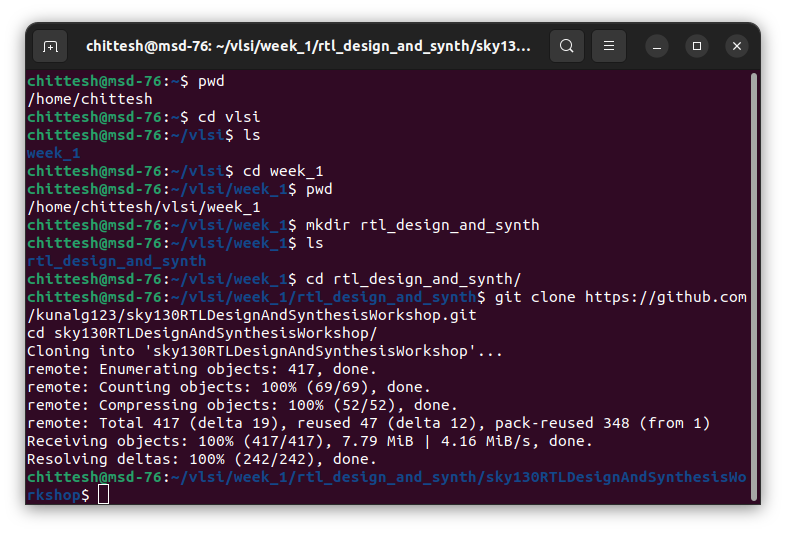 chittesh@msd-76: ~/vlsi/week_1/rtl_design_and_synth/sky13...
chittesh@msd-76:~$ pwd
/home/chittesh
chittesh@msd-76:~$ cd vlsi
chittesh@msd-76:~/vlsi$ ls
week_1
chittesh@msd-76:~/vlsi$ cd week_1
chittesh@msd-76:~/vlsi/week_1$ pwd
/home/chittesh/vlsi/week_1
chittesh@msd-76:~/vlsi/week_1$ mkdir rtl_design_and_synth
chittesh@msd-76:~/vlsi/week_1$ ls
rtl_design_and_synth
chittesh@msd-76:~/vlsi/week_1$ cd rtl_design_and_synth/
chittesh@msd-76:~/vlsi/week_1/rtl_design_and_synth$ git clone https://github.com
/kunalg123/sky130RTLDesignAndSynthesisWorkshop.git
cd sky130RTLDesignAndSynthesisWorkshop/
Cloning into 'sky130RTLDesignAndSynthesisWorkshop'...
remote: Enumerating objects: 417, done.
remote: Counting objects: 100% (69/69), done.
remote: Compressing objects: 100% (52/52), done.
remote: Total 417 (delta 19), reused 47 (delta 12), pack-reused 348 (from 1)
Receiving objects: 100% (417/417), 7.79 MiB | 4.16 MiB/s, done.
Resolving deltas: 100% (242/242), done.
chittesh@msd-76:~/vlsi/week_1/rtl_design_and_synth/sky130RTLDesignAndSynthesisWo
rkshop$